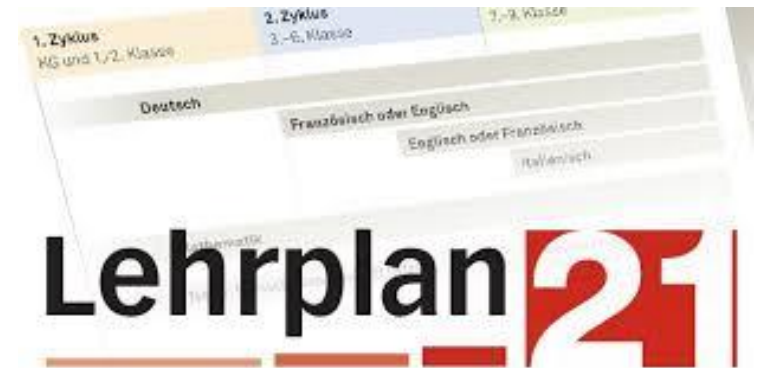 1. Zyklus
KG und 1./2. Klasse
2. Zyklus
3.–6. Klasse
7.–9. Klasse
Deutsch
Französisch oder Englisch
Englisch oder Französisch
Italienisch
Mathematik
Lehrplan 21